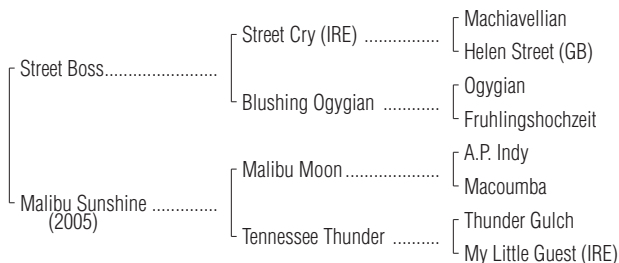 Machiavellian
Street Cry (IRE) .................
Helen Street (GB)
Street Boss........................
Ogygian
Blushing Ogygian ............
Fruhlingshochzeit
A.P. Indy
Malibu Moon.....................
Macoumba
Malibu Sunshine ................
(2005)
Thunder Gulch
Tennessee Thunder ..........
My Little Guest (IRE)